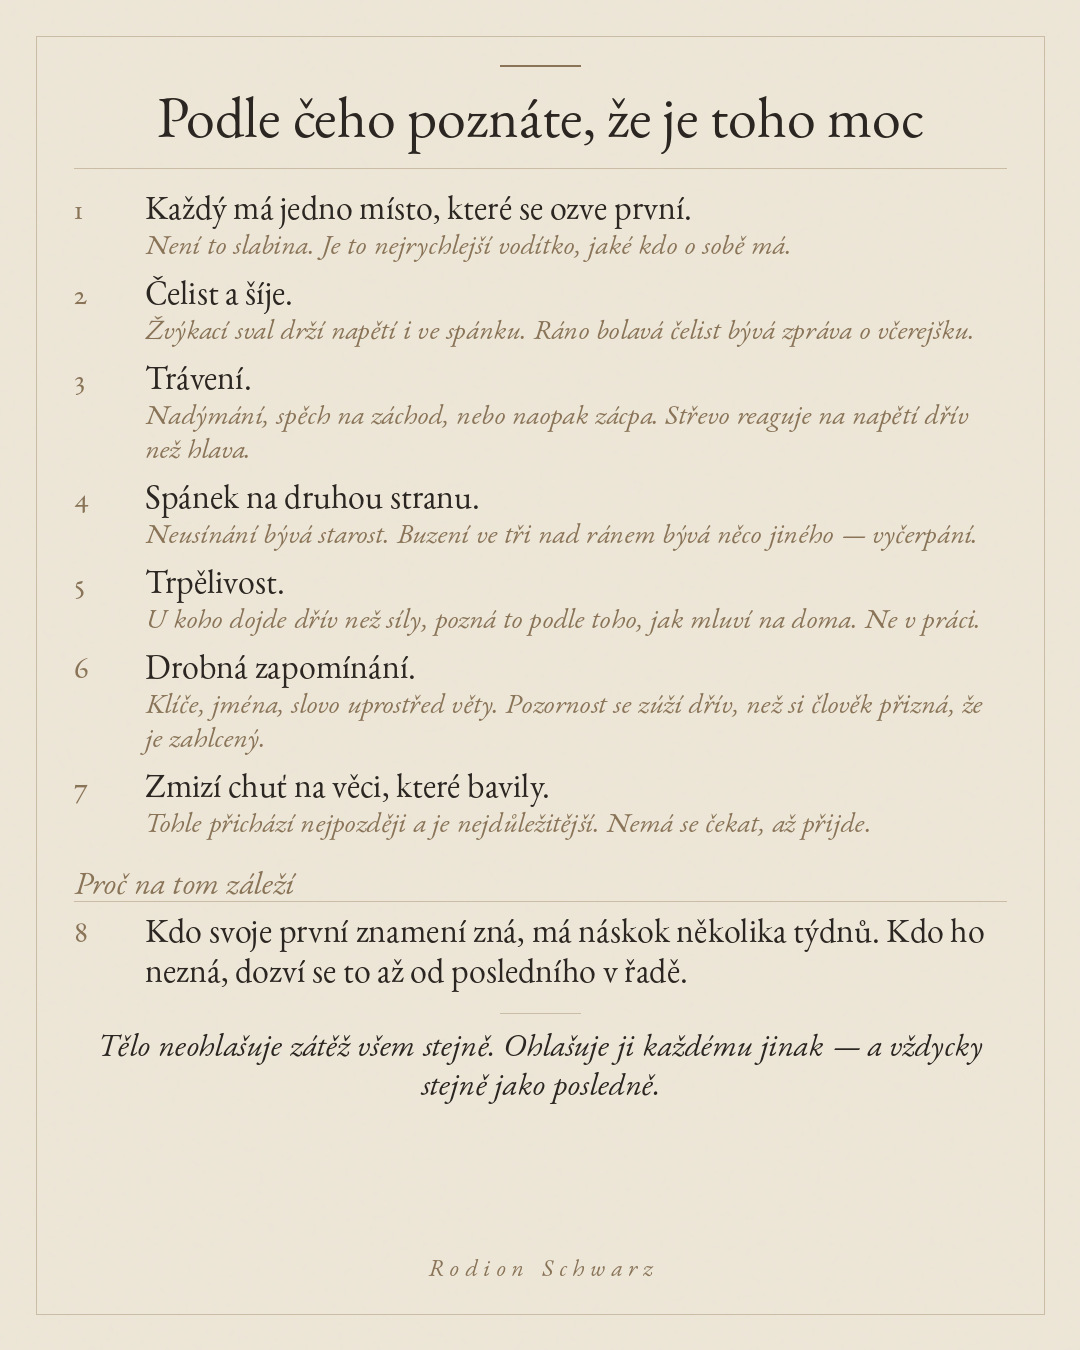 Podle čeho poznáte, že je toho moc
1 Každý má jedno místo, které se ozve první.
Není to slabina. Je to nejrychlejší vodítko, jaké kdo o sobě má.
2 Čelist a šíje.
Žvýkací sval drží napětí i ve spánku. Ráno bolavá čelist bývá zpráva o včerejšku.
3 Trávení.
Nadýmání, spěch na záchod, nebo naopak zácpa. Střevo reaguje na napětí dřív
než hlava.
4 Spánek na druhou stranu.
Neusínání bývá starost. Buzení ve tři nad ránem bývá něco jiného — vyčerpání.
5 Trpělivost.
U koho dojde dřív než síly, pozná to podle toho, jak mluví na doma. Ne v práci.
6 Drobná zapomínání.
Klíče, jména, slovo uprostřed věty. Pozornost se zúží dřív, než si člověk přizná, že
je zahlcený.
7 Zmizí chuť na věci, které bavily.
Tohle přichází nejpozději a je nejdůležitější. Nemá se čekat, až přijde.
Proč na tom záleží
8 Kdo svoje první znamení zná, má náskok několika týdnů. Kdo ho
nezná, dozví se to až od posledního v řadě.
Tělo neohlašuje zátěž všem stejně. Ohlašuje ji každému jinak — a vždycky
stejně jako posledně.
Rodion Schwarz